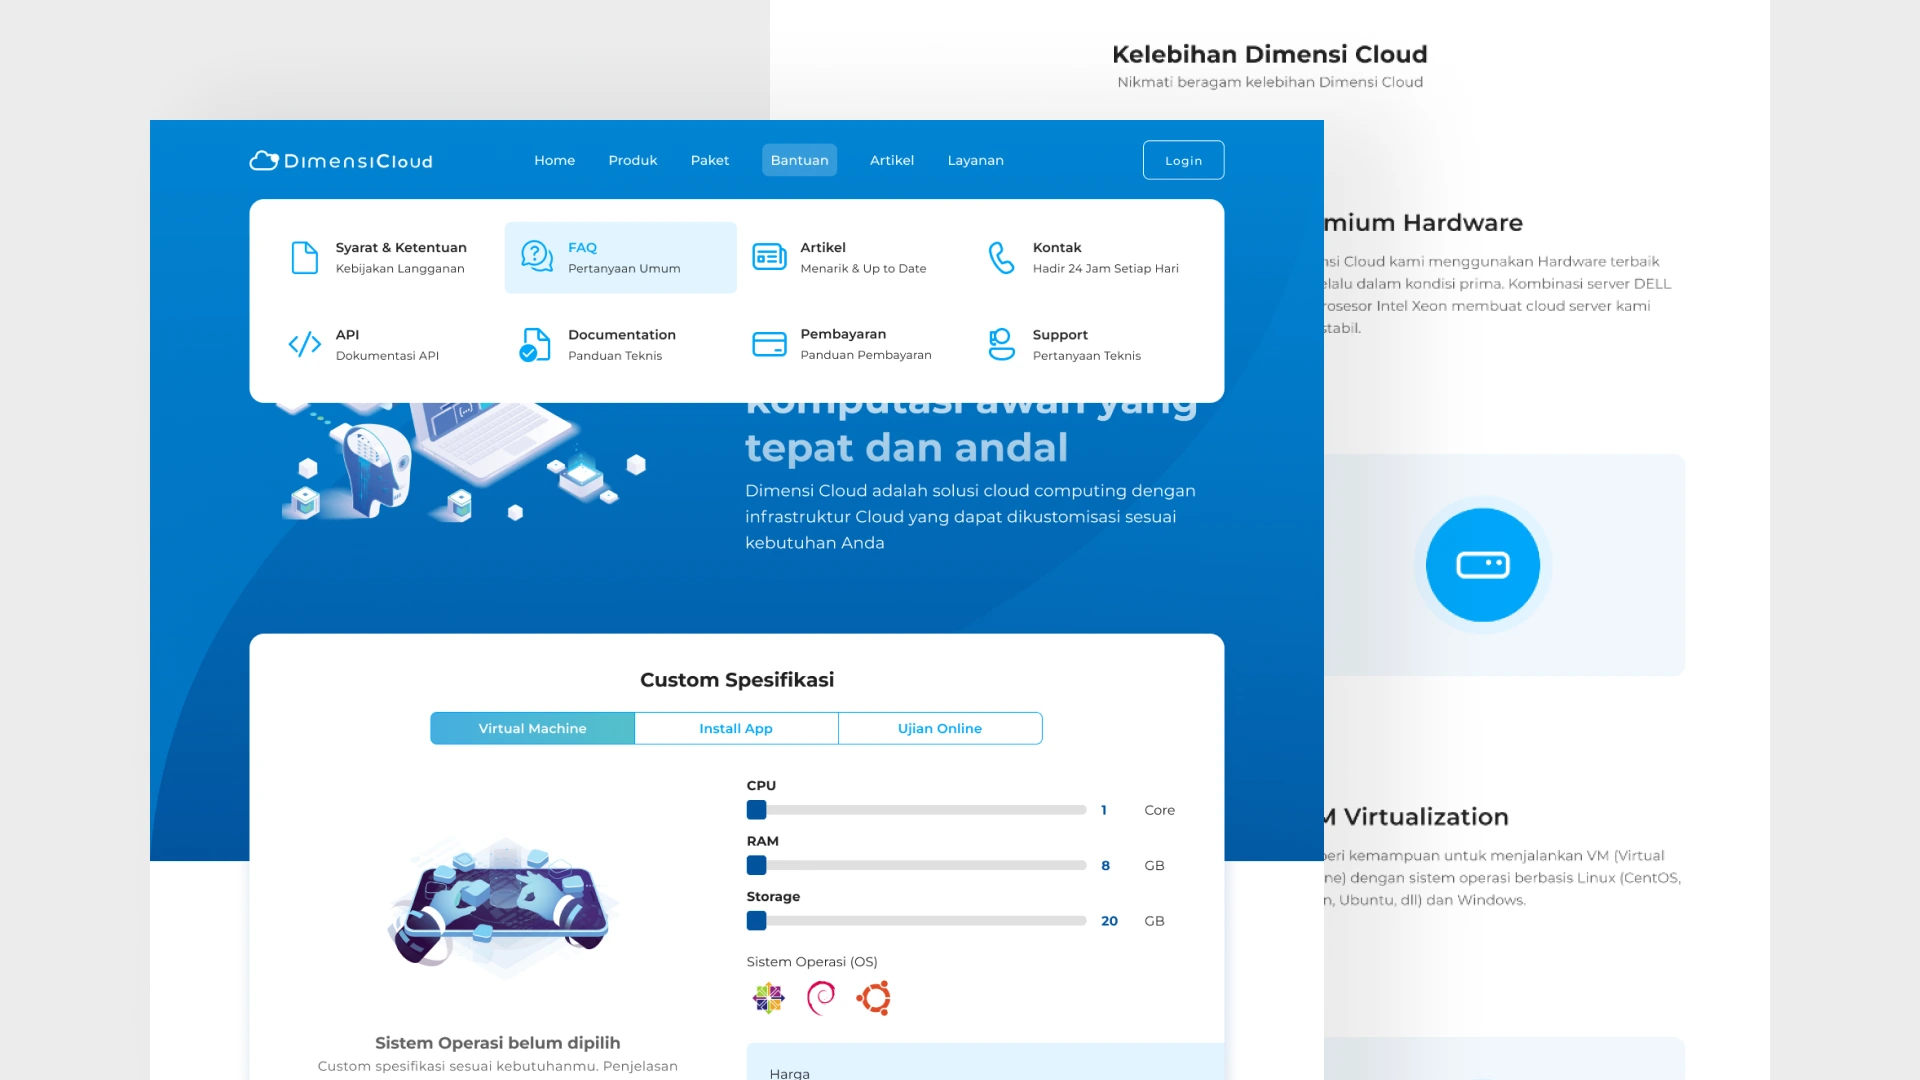 Kelebihan Dimensi Cloud
Nikmati beragam kelebihan Dimensi Cloud
DimensiCloud
Home
Produk
Paket
Bantuan
Artikel
Layanan
Login
Syarat & Ketentuan
Kebijakan Langganan
FAQ
Pertanyaan Umum
Artikel
Menarik & Up to Date
Kontak
Hadir 24 Jam Setiap Hari
API
Dokumentasi API
Documentation
Panduan Teknis
Pembayaran
Panduan Pembayaran
Support
Pertanyaan Teknis
komputasi awan yang
tepat dan andal
Dimensi Cloud adalah solusi cloud computing dengan
infrastruktur Cloud yang dapat dikustomisasi sesuai
kebutuhan Anda
Custom Spesifikasi
Virtual Machine
Install App
Ujian Online
CPU
1 Core
RAM
8 GB
Storage
20 GB
Sistem Operasi (OS)
Sistem Operasi belum dipilih
Custom spesifikasi sesuai kebutuhanmu. Penjelasan
Harga
mium Hardware
nsi Cloud kami menggunakan Hardware terbaik
elalu dalam kondisi prima. Kombinasi server DELL
rosesor Intel Xeon membuat cloud server kami
stabil.
M Virtualization
beri kemampuan untuk menjalankan VM (Virtual
ne) dengan sistem operasi berbasis Linux (CentOS,
n, Ubuntu, dll) dan Windows.